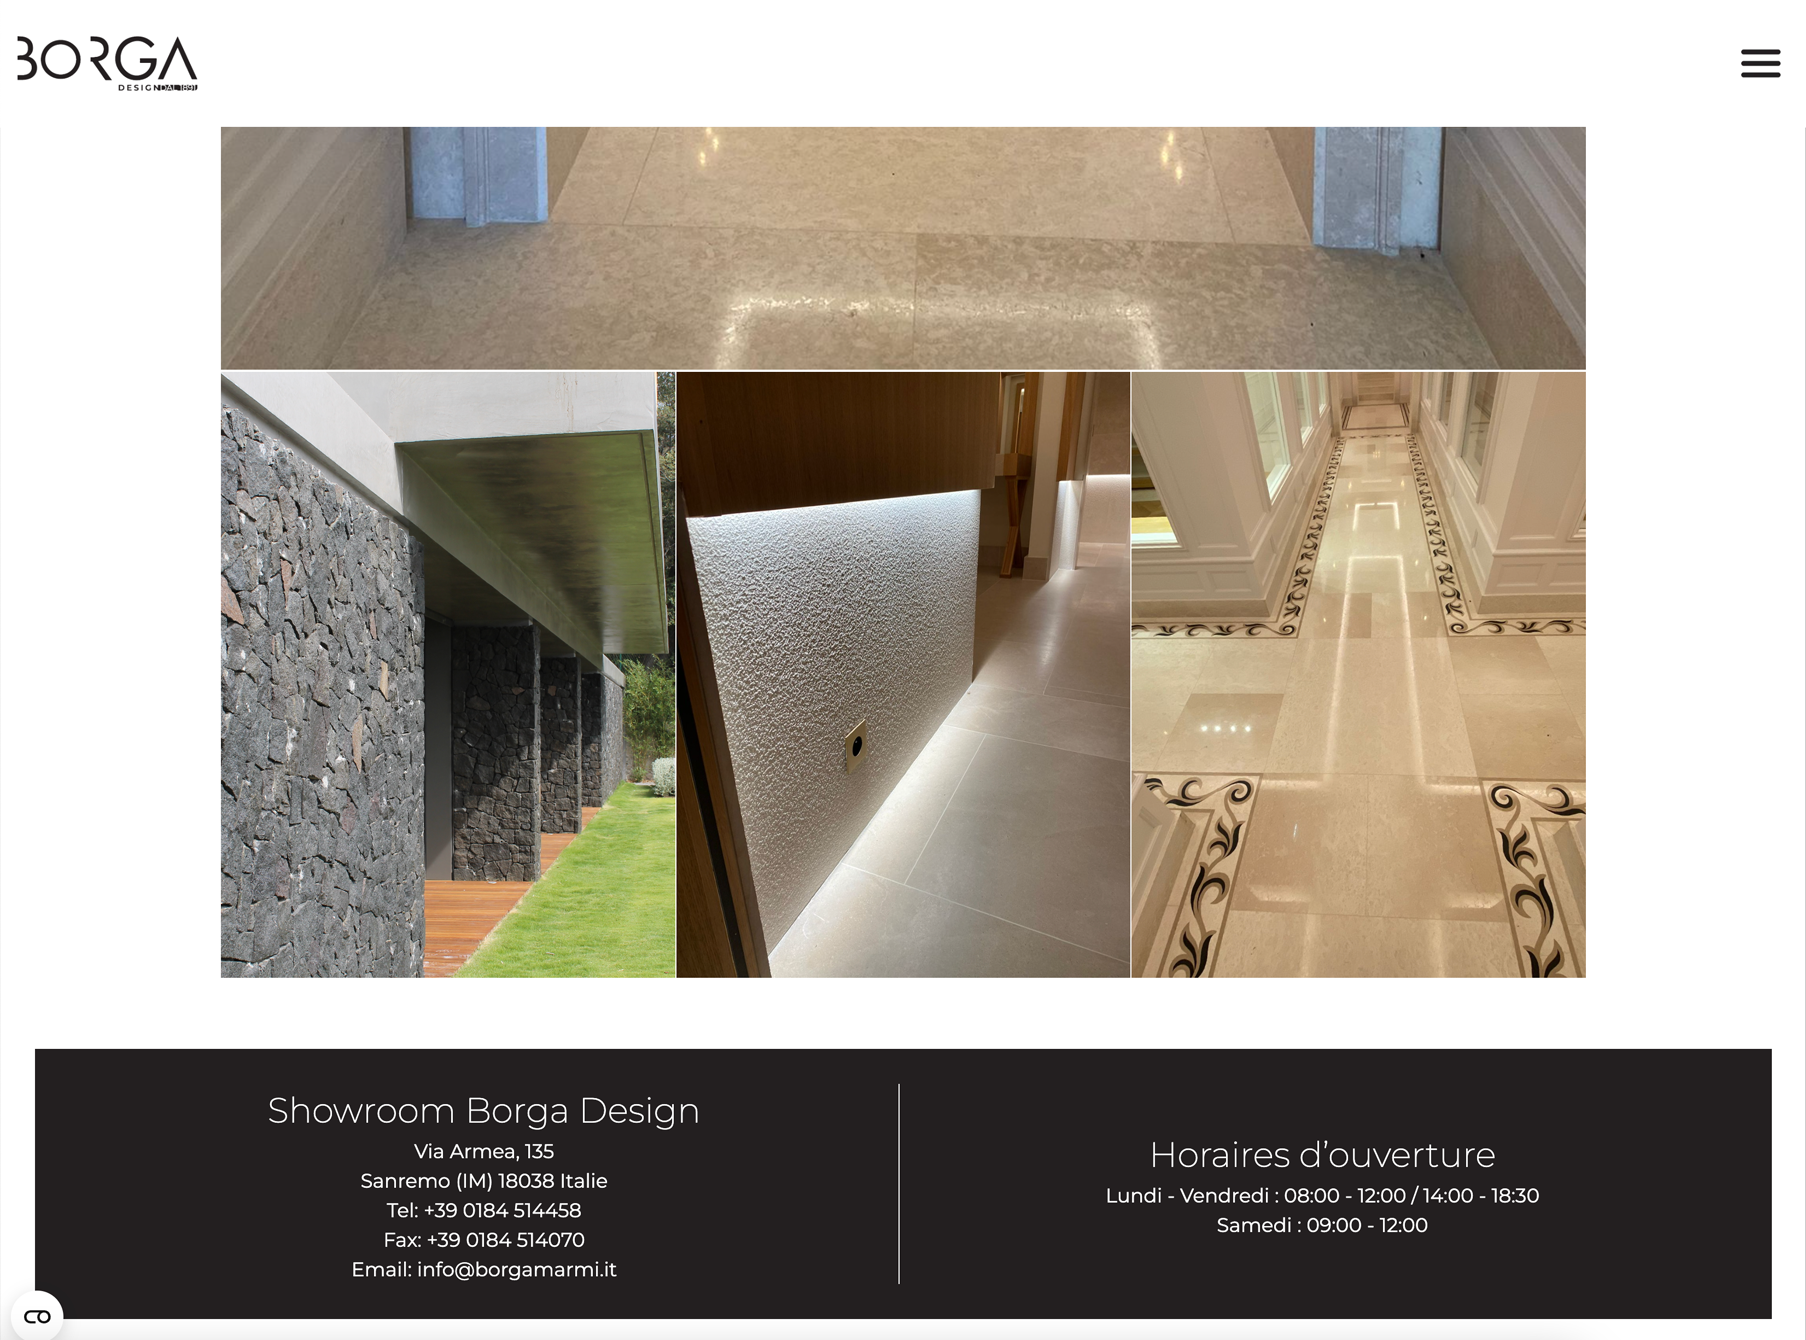 BORGA
DESIGN DAL 1891
Showroom Borga Design
Via Armea, 135
Sanremo (IM) 18038 Italie
Tel: +39 0184 514458
Fax: +39 0184 514070
Email: info@borgamarmi.it
Horaires d’ouverture
Lundi - Vendredi : 08:00 - 12:00 / 14:00 - 18:30
Samedi : 09:00 - 12:00